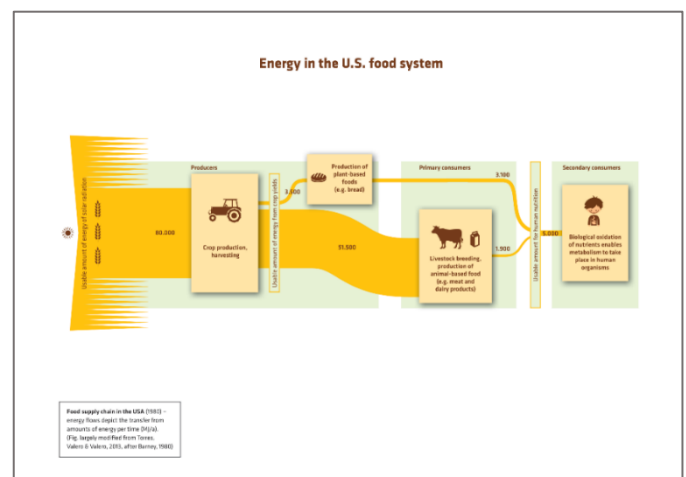 Energy in the U.S. food system
Usable amount of energy of solar radiation
Producers
80.000
Crop production,
harvesting
Usable amount of energy from crop yields
3.500
Production of
plant-based
foods
(e.g. bread)
51.500
Primary consumers
Livestock breeding,
production of
animal-based food
(e.g. meat and
dairy products)
3.100
1.900
Usable amount for human nutrition
5.000
Secondary consumers
Biological oxidation
of nutrients enables
metabolism to take
place in human
organisms
Food supply chain in the USA (1980) –
energy flows depict the transfer from
amounts of energy per time (MJ/a).
(Fig. largely modified from Torres,
Valero & Valero, 2013, after Barney, 1980)